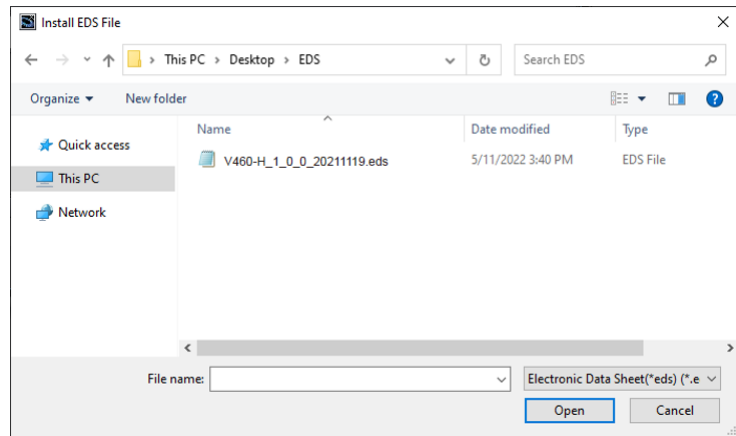 Install EDS File
This PC > Desktop > EDS
Search EDS
Organize
New folder
Name
Date modified
Type
Quick access
This PC
Network
V460-H_1_0_0_20211119.eds
5/11/2022 3:40 PM
EDS File
File name:
Electronic Data Sheet(*eds) (*.e
Open
Cancel